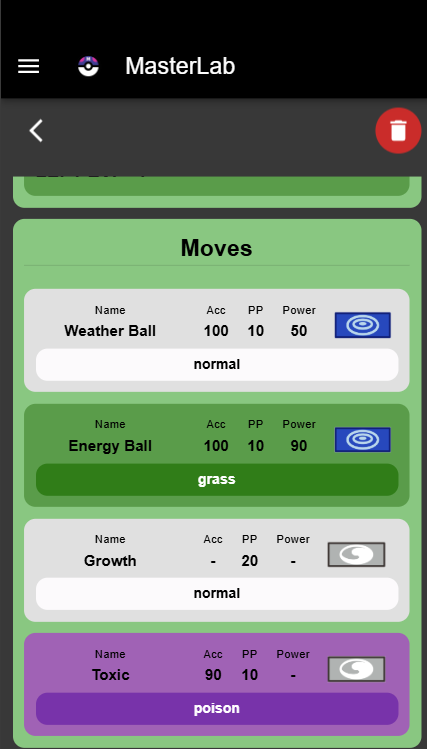 MasterLab
Moves
Name Acc PP Power
Weather Ball 100 10 50
normal
Name Acc PP Power
Energy Ball 100 10 90
grass
Name Acc PP Power
Growth - 20 -
normal
Name Acc PP Power
Toxic 90 10 -
poison